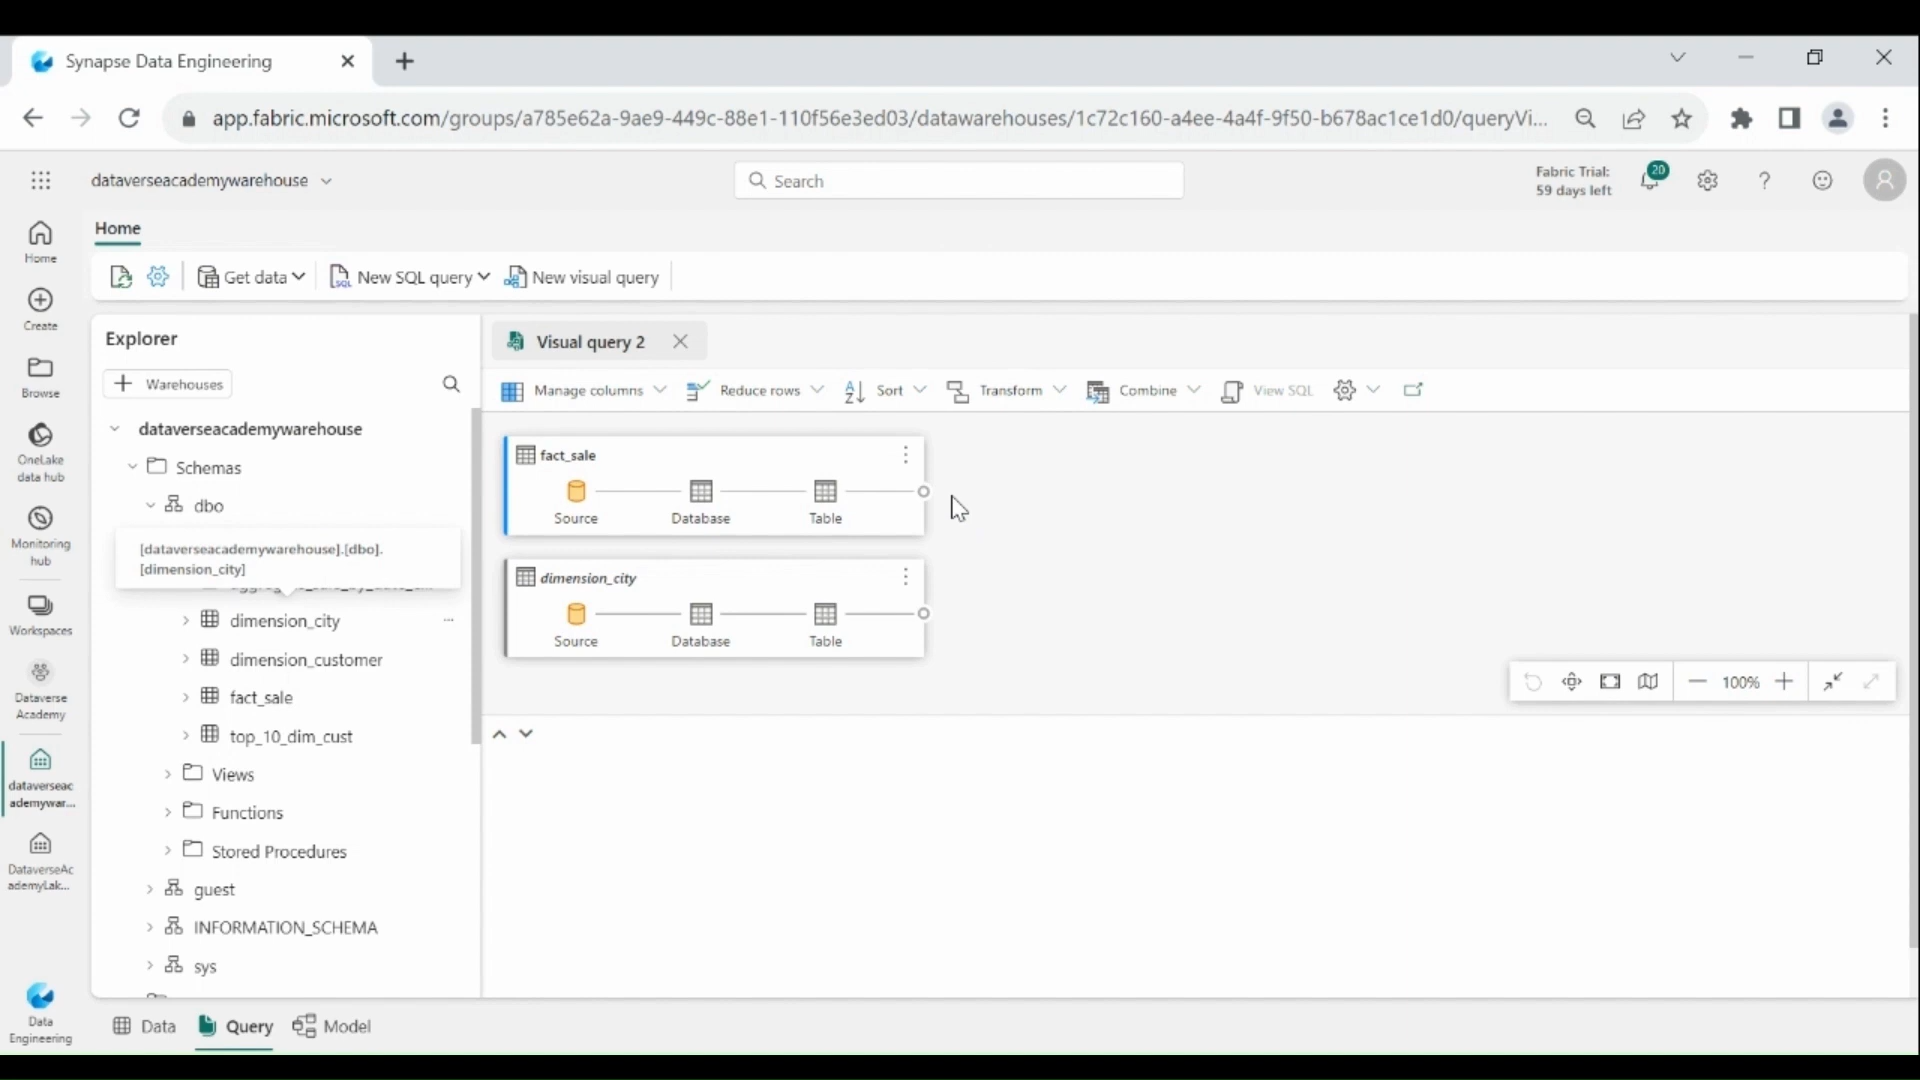 Synapse Data Engineering
app.fabric.microsoft.com/groups/a785e62a-9ae9-449c-88e1-110f56e3ed03/datawarehouses/1c72c160-a4ee-4a4f-9f50-b678ac1ce1d0/queryVi...
dataverseacademywarehouse
Search
Fabric Trial:
59 days left
20
Home
Get data
New SQL query
New visual query
Home
Create
Browse
OneLake
data hub
Monitoring
hub
Workspaces
Dataverse
Academy
dataverseac
ademywar...
DataverseAc
ademyLak...
Data
Engineering
Explorer
Warehouses
dataverseacademywarehouse
Schemas
dbo
[dataverseacademywarehouse].[dbo].
[dimension_city]
dimension_city
dimension_customer
fact_sale
top_10_dim_cust
Views
Functions
Stored Procedures
guest
INFORMATION_SCHEMA
sys
Visual query 2
Manage columns
Reduce rows
Sort
Transform
Combine
View SQL
fact_sale
Source Database Table
dimension_city
Source Database Table
100%
Data
Query
Model